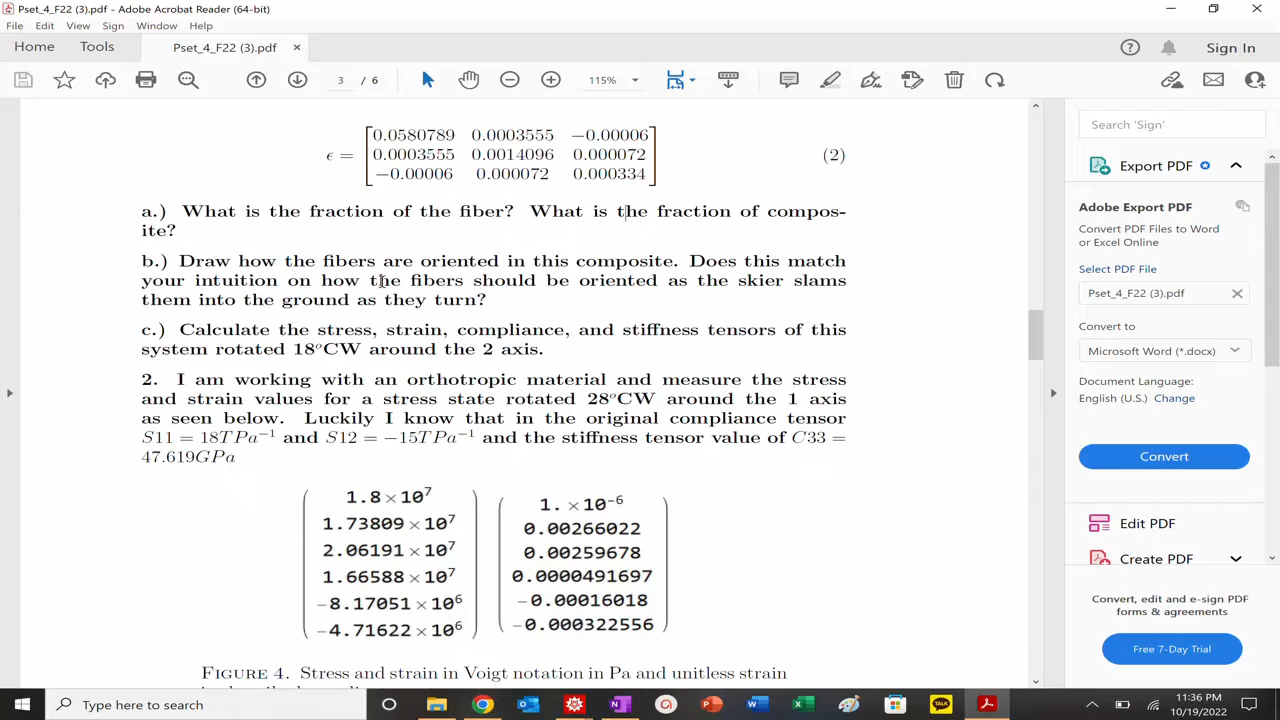 Pset_4_F22 (3).pdf - Adobe Acrobat Reader (64-bit)
File Edit View Sign Window Help
Home Tools Pset_4_F22 (3).pdf × Sign In
3 / 6 115%
ϵ = [0.0580789 0.0003555 −0.00006
0.0003555 0.0014096 0.000072
−0.00006 0.000072 0.000334] (2)
a.) What is the fraction of the fiber? What is the fraction of compos-
ite?
b.) Draw how the fibers are oriented in this composite. Does this match
your intuition on how the fibers should be oriented as the skier slams
them into the ground as they turn?
c.) Calculate the stress, strain, compliance, and stiffness tensors of this
system rotated 18°CW around the 2 axis.
2. I am working with an orthotropic material and measure the stress
and strain values for a stress state rotated 28°CW around the 1 axis
as seen below. Luckily I know that in the original compliance tensor
S11 = 18TPa⁻¹ and S12 = −15TPa⁻¹ and the stiffness tensor value of C33 =
47.619GPa
1.8×10⁷
1.73809×10⁷
2.06191×10⁷
1.66588×10⁷
-8.17051×10⁶
-4.71622×10⁶
1. ×10⁻⁶
0.00266022
0.00259678
0.0000491697
-0.00016018
-0.000322556
FIGURE 4. Stress and strain in Voigt notation in Pa and unitless strain
Search 'Sign'
Export PDF
Adobe Export PDF
Convert PDF Files to Word
or Excel Online
Select PDF File
Pset_4_F22 (3).pdf
Convert to
Microsoft Word (*.docx)
Document Language:
English (U.S.) Change
Convert
Edit PDF
Create PDF
Convert, edit and e-sign PDF
forms & agreements
Free 7-Day Trial
Type here to search
TALK
11:36 PM
10/19/2022